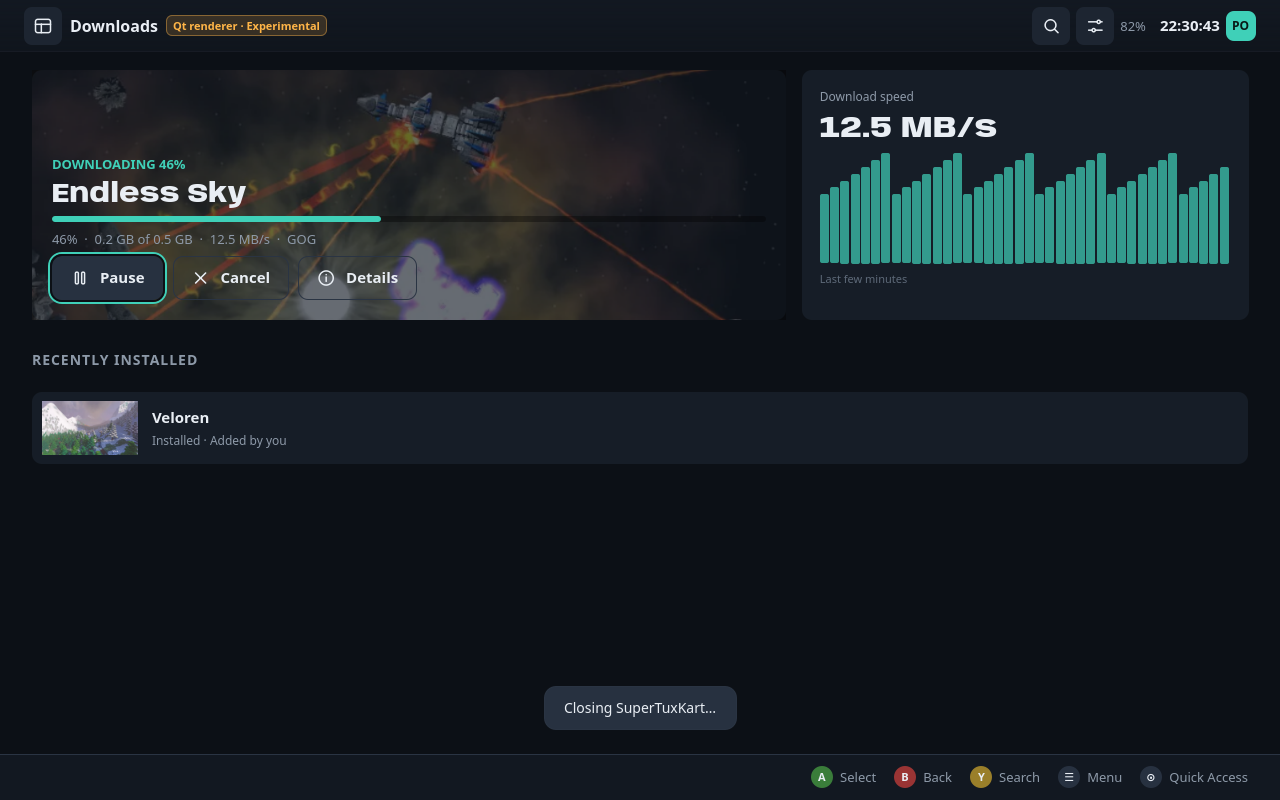 Downloads
Qt renderer · Experimental
82%
22:30:43
PO
DOWNLOADING 46%
Endless Sky
46% · 0.2 GB of 0.5 GB · 12.5 MB/s · GOG
Pause
Cancel
Details
Download speed
12.5 MB/s
Last few minutes
RECENTLY INSTALLED
Veloren
Installed · Added by you
Closing SuperTuxKart...
A Select
B Back
Y Search
Menu
Quick Access